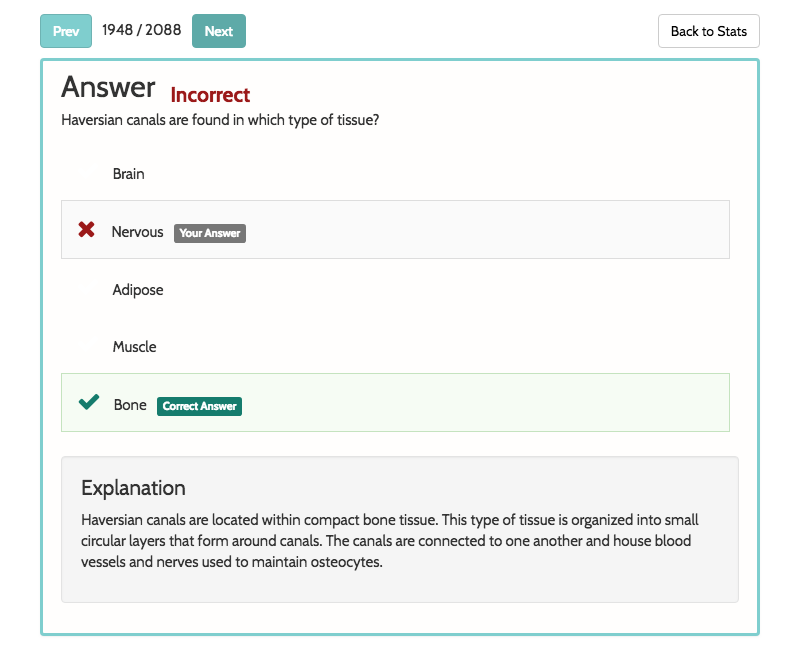 Prev 1948 / 2088 Next Back to Stats
Answer Incorrect
Haversian canals are found in which type of tissue?
Brain
Nervous Your Answer
Adipose
Muscle
Bone Correct Answer
Explanation
Haversian canals are located within compact bone tissue. This type of tissue is organized into small
circular layers that form around canals. The canals are connected to one another and house blood
vessels and nerves used to maintain osteocytes.